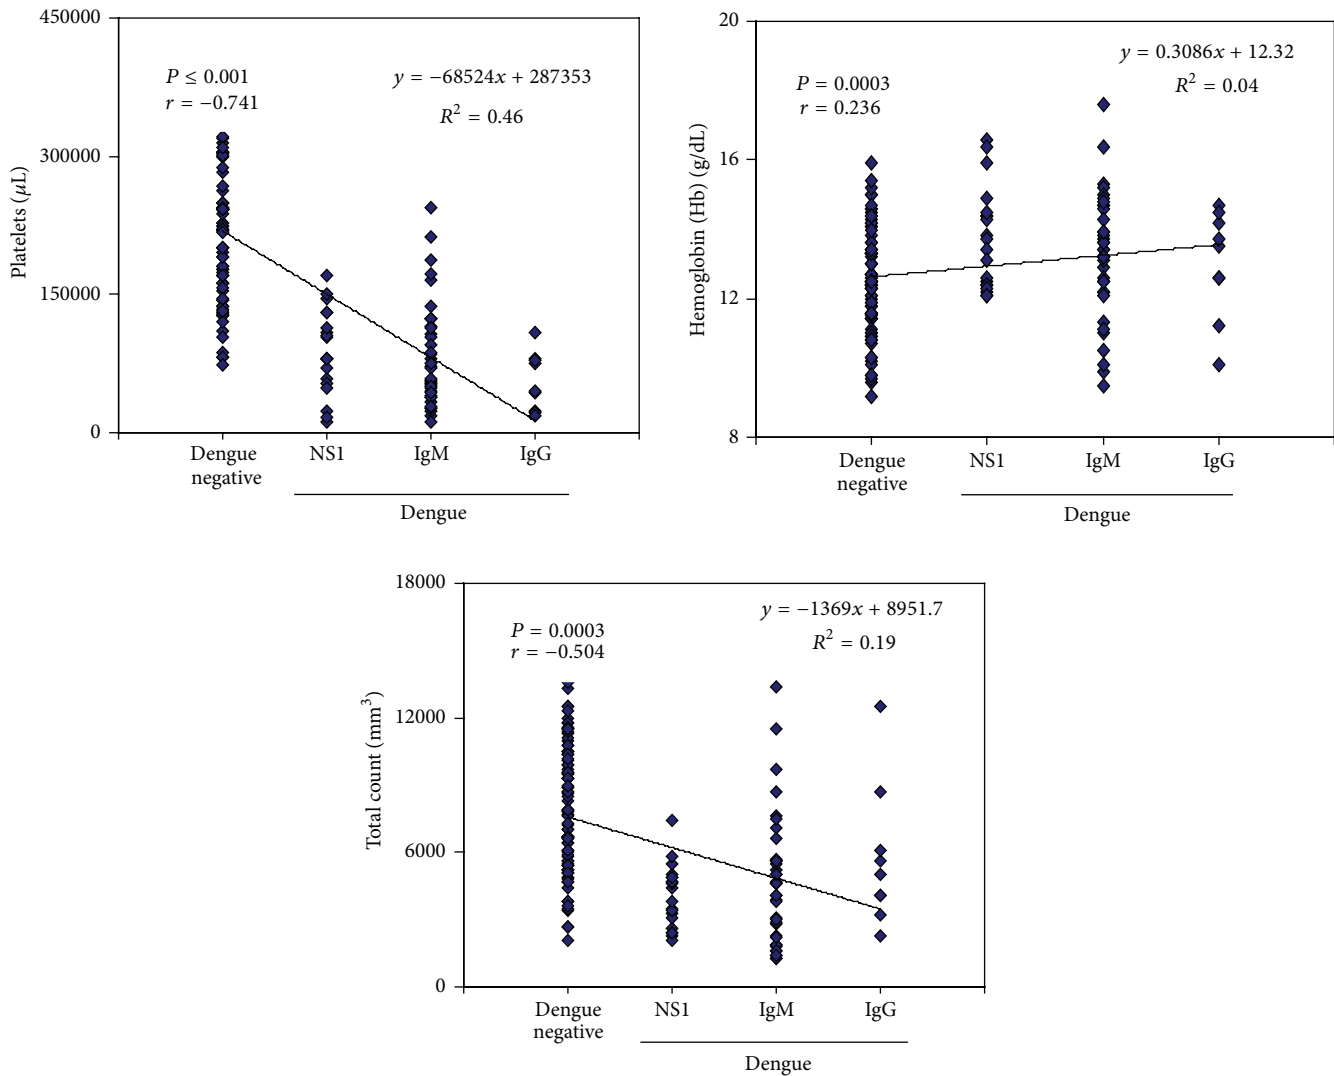 450000
300000
150000
0
Platelets (μL)
P ≤ 0.001
r = −0.741
y = −68524x + 287353
R² = 0.46
Dengue
negative
NS1
IgM
IgG
Dengue
20
16
12
8
Hemoglobin (Hb) (g/dL)
P = 0.0003
r = 0.236
y = 0.3086x + 12.32
R² = 0.04
Dengue
negative
NS1
IgM
IgG
Dengue
18000
12000
6000
0
Total count (mm³)
P = 0.0003
r = −0.504
y = −1369x + 8951.7
R² = 0.19
Dengue
negative
NS1
IgM
IgG
Dengue